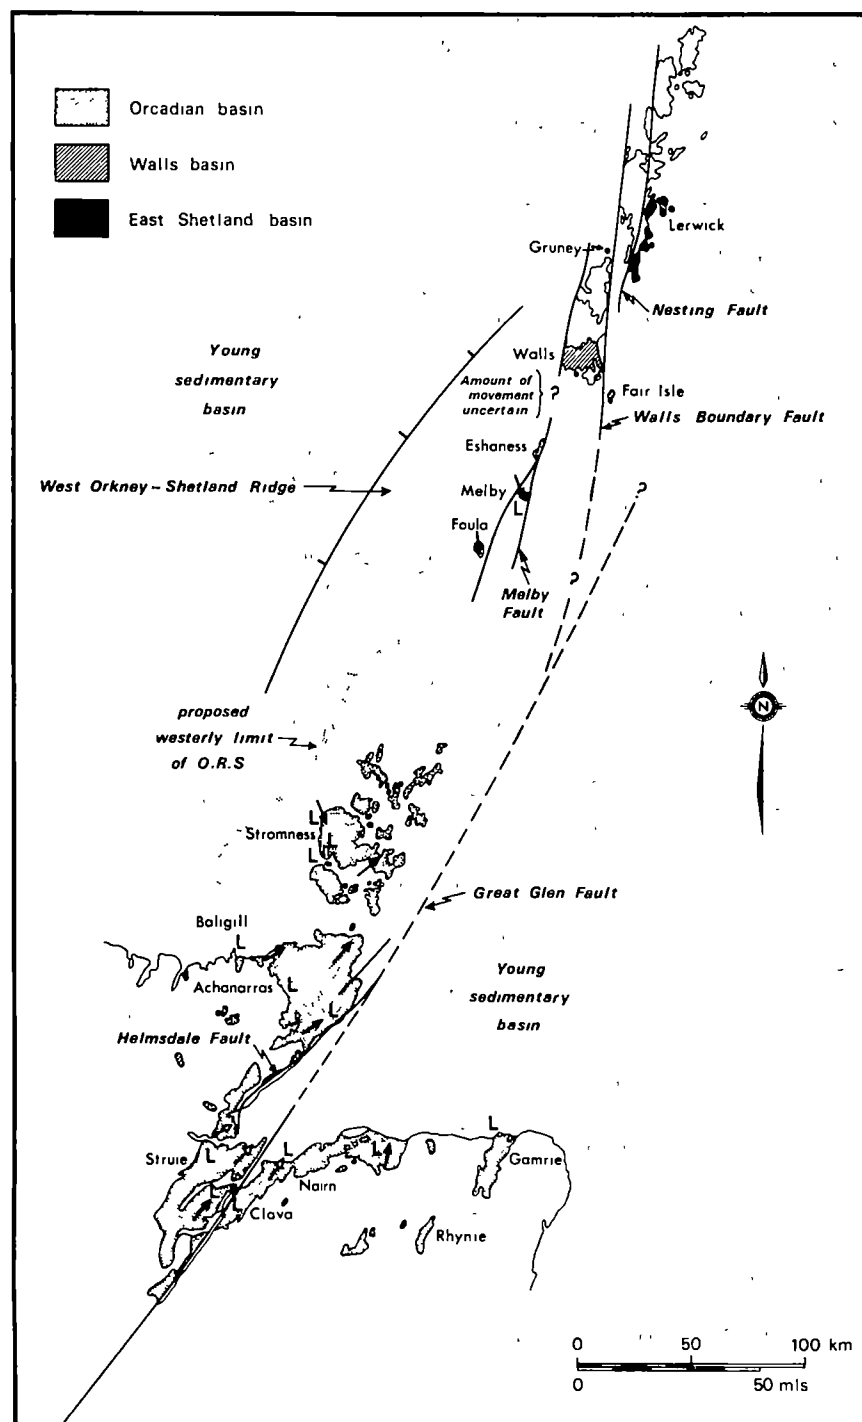 Orcadian basin
Walls basin
East Shetland basin
Lerwick
Gruney
Nesting Fault
Young
sedimentary
basin
Walls
Amount of
movement
uncertain
?
Fair Isle
Walls Boundary Fault
Eshaness
West Orkney – Shetland Ridge
Melby
L
?
Foula
?
Melby
Fault
N
proposed
westerly limit
of O.R.S
L
Stromness
L
L
Great Glen Fault
Baligill
L
Young
sedimentary
basin
Achanarras
L
L
L
Helmsdale Fault
L
Struie
L
L
L
Gamrie
Nairn
L
Clava
Rhynie
0 50 100 km
0 50 mls